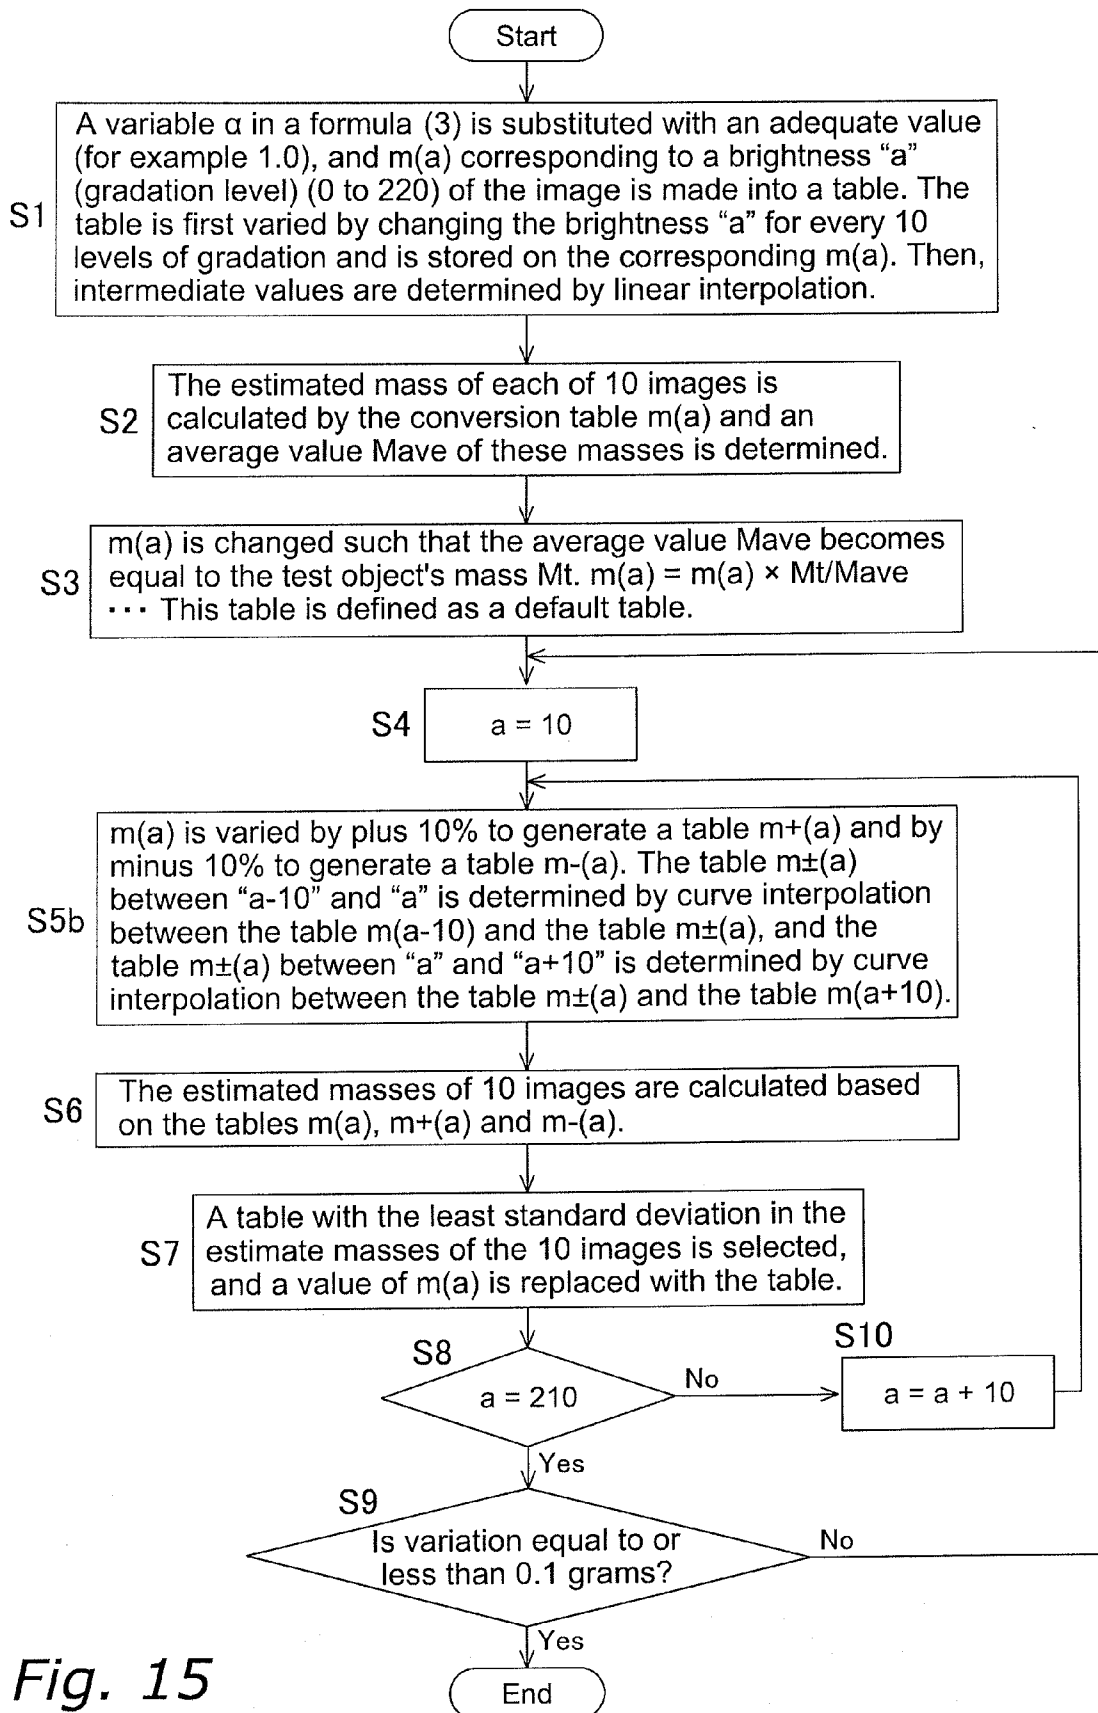 Start
S1
A variable α in a formula (3) is substituted with an adequate value
(for example 1.0), and m(a) corresponding to a brightness “a”
(gradation level) (0 to 220) of the image is made into a table. The
table is first varied by changing the brightness “a” for every 10
levels of gradation and is stored on the corresponding m(a). Then,
intermediate values are determined by linear interpolation.
S2
The estimated mass of each of 10 images is
calculated by the conversion table m(a) and an
average value Mave of these masses is determined.
S3
m(a) is changed such that the average value Mave becomes
equal to the test object's mass Mt. m(a) = m(a) × Mt/Mave
··· This table is defined as a default table.
S4
a = 10
S5b
m(a) is varied by plus 10% to generate a table m+(a) and by
minus 10% to generate a table m-(a). The table m±(a)
between “a-10” and “a” is determined by curve interpolation
between the table m(a-10) and the table m±(a), and the
table m±(a) between “a” and “a+10” is determined by curve
interpolation between the table m±(a) and the table m(a+10).
S6
The estimated masses of 10 images are calculated based
on the tables m(a), m+(a) and m-(a).
S7
A table with the least standard deviation in the
estimate masses of the 10 images is selected,
and a value of m(a) is replaced with the table.
S8
a = 210
No
S10
a = a + 10
Yes
S9
Is variation equal to or
less than 0.1 grams?
No
Yes
End
Fig. 15